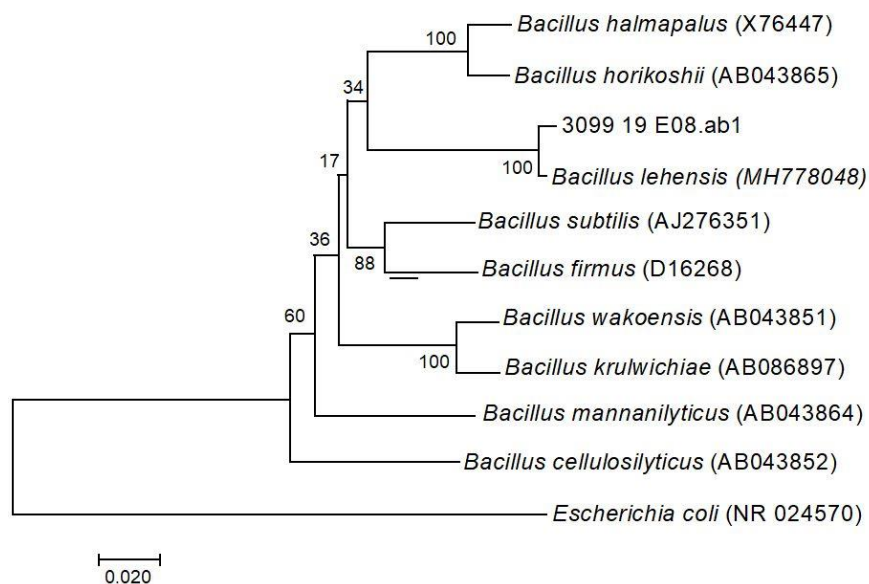 100
Bacillus halmapalus (X76447)
Bacillus horikoshii (AB043865)
34
3099 19 E08.ab1
100
Bacillus lehensis (MH778048)
17
Bacillus subtilis (AJ276351)
36
88
Bacillus firmus (D16268)
60
Bacillus wakoensis (AB043851)
100
Bacillus krulwichiae (AB086897)
Bacillus mannanilyticus (AB043864)
Bacillus cellulosilyticus (AB043852)
Escherichia coli (NR 024570)
0.020